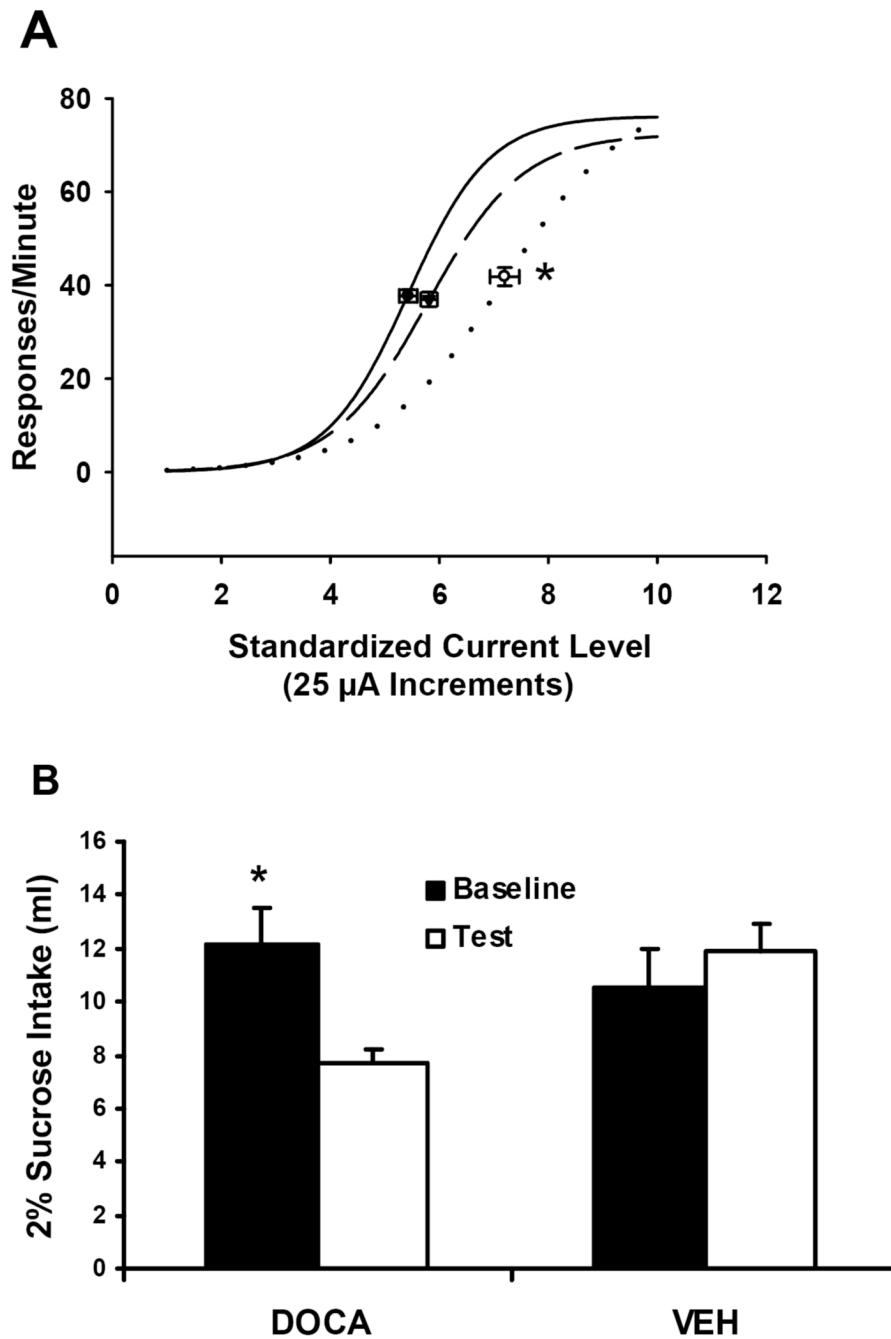 A
80
60
40
20
0
Responses/Minute
*
0 2 4 6 8 10 12
Standardized Current Level
(25 µA Increments)
B
16
14
12
10
8
6
4
2
0
2% Sucrose Intake (ml)
*
Baseline
Test
DOCA VEH